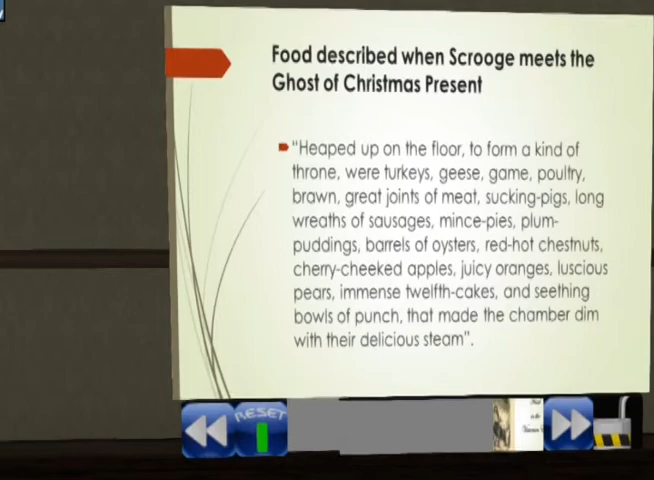 Food described when Scrooge meets the
Ghost of Christmas Present
"Heaped up on the floor, to form a kind of
throne, were turkeys, geese, game, poultry,
brawn, great joints of meat, sucking-pigs, long
wreaths of sausages, mince-pies, plum-
puddings, barrels of oysters, red-hot chestnuts,
cherry-cheeked apples, juicy oranges, luscious
pears, immense twelfth-cakes, and seething
bowls of punch, that made the chamber dim
with their delicious steam".
RESET